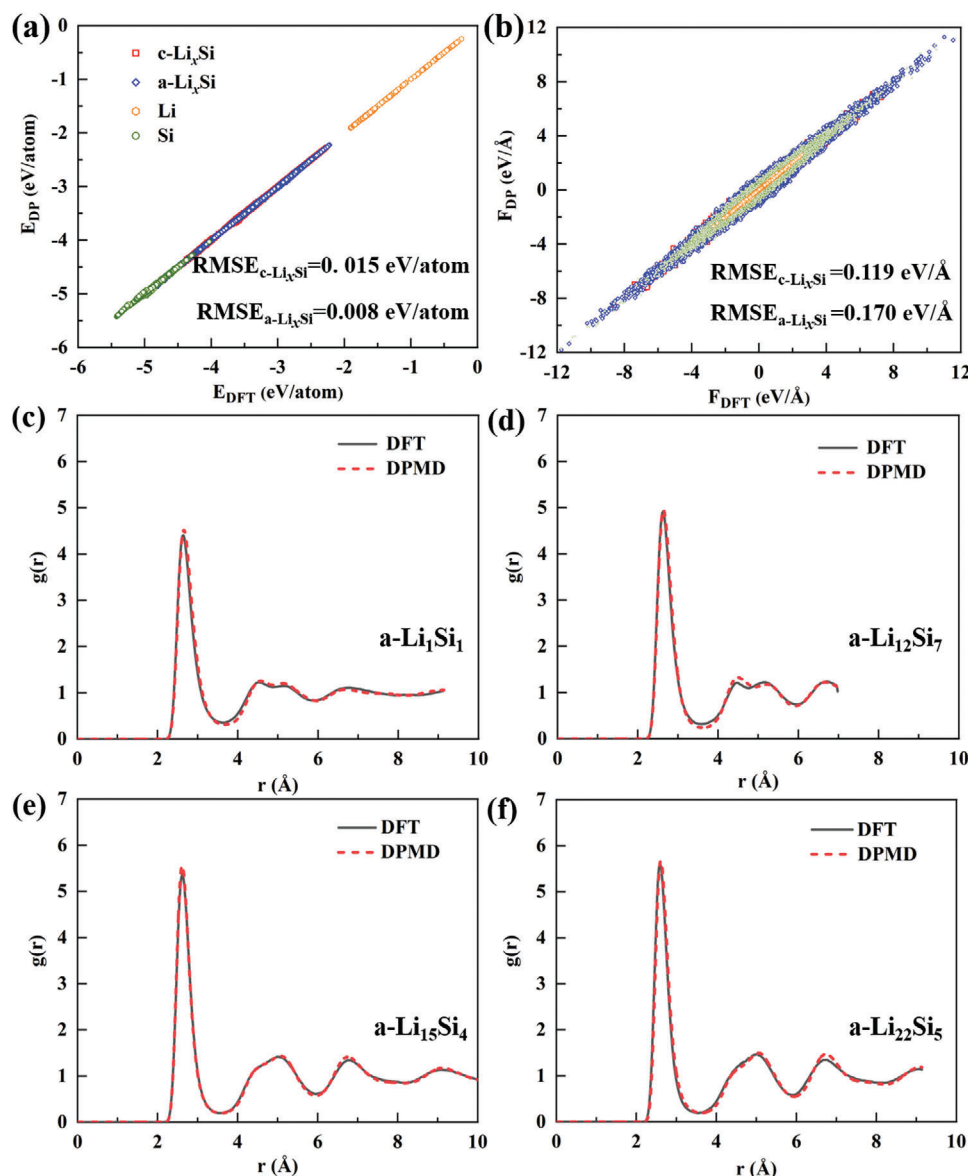 (a)
0
-1
-2
-3
-4
-5
-6
E_DP (eV/atom)
c-LiₓSi
a-LiₓSi
Li
Si
RMSE_c-LiₓSi=0. 015 eV/atom
RMSE_a-LiₓSi=0.008 eV/atom
-6 -5 -4 -3 -2 -1 0
E_DFT (eV/atom)
(b)
12
8
4
0
-4
-8
-12
F_DP (eV/Å)
RMSE_c-LiₓSi=0.119 eV/Å
RMSE_a-LiₓSi=0.170 eV/Å
-12 -8 -4 0 4 8 12
F_DFT (eV/Å)
(c)
7
6
5
4
3
2
1
0
g(r)
DFT
DPMD
a-Li₁Si₁
0 2 4 6 8 10
r (Å)
(d)
7
6
5
4
3
2
1
0
g(r)
DFT
DPMD
a-Li₁₂Si₇
0 2 4 6 8 10
r (Å)
(e)
7
6
5
4
3
2
1
0
g(r)
DFT
DPMD
a-Li₁₅Si₄
0 2 4 6 8 10
r (Å)
(f)
7
6
5
4
3
2
1
0
g(r)
DFT
DPMD
a-Li₂₂Si₅
0 2 4 6 8 10
r (Å)